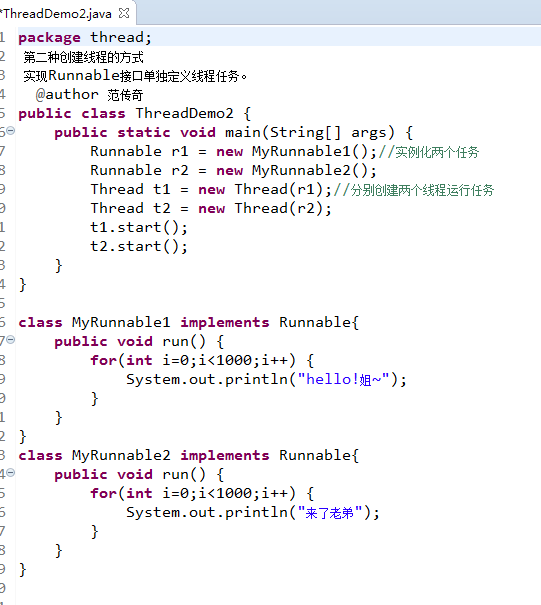 *ThreadDemo2.java
1 package thread;
2 第二种创建线程的方式
3 实现Runnable接口单独定义线程任务。
4 @author 范传奇
5 public class ThreadDemo2 {
6 public static void main(String[] args) {
7 Runnable r1 = new MyRunnable1();//实例化两个任务
8 Runnable r2 = new MyRunnable2();
9 Thread t1 = new Thread(r1);//分别创建两个线程运行任务
0 Thread t2 = new Thread(r2);
1 t1.start();
2 t2.start();
3 }
4 }
5
6 class MyRunnable1 implements Runnable{
7 public void run() {
8 for(int i=0;i<1000;i++) {
9 System.out.println("hello!姐~");
0 }
1 }
2 }
3 class MyRunnable2 implements Runnable{
4 public void run() {
5 for(int i=0;i<1000;i++) {
6 System.out.println("来了老弟");
7 }
8 }
9 }
0